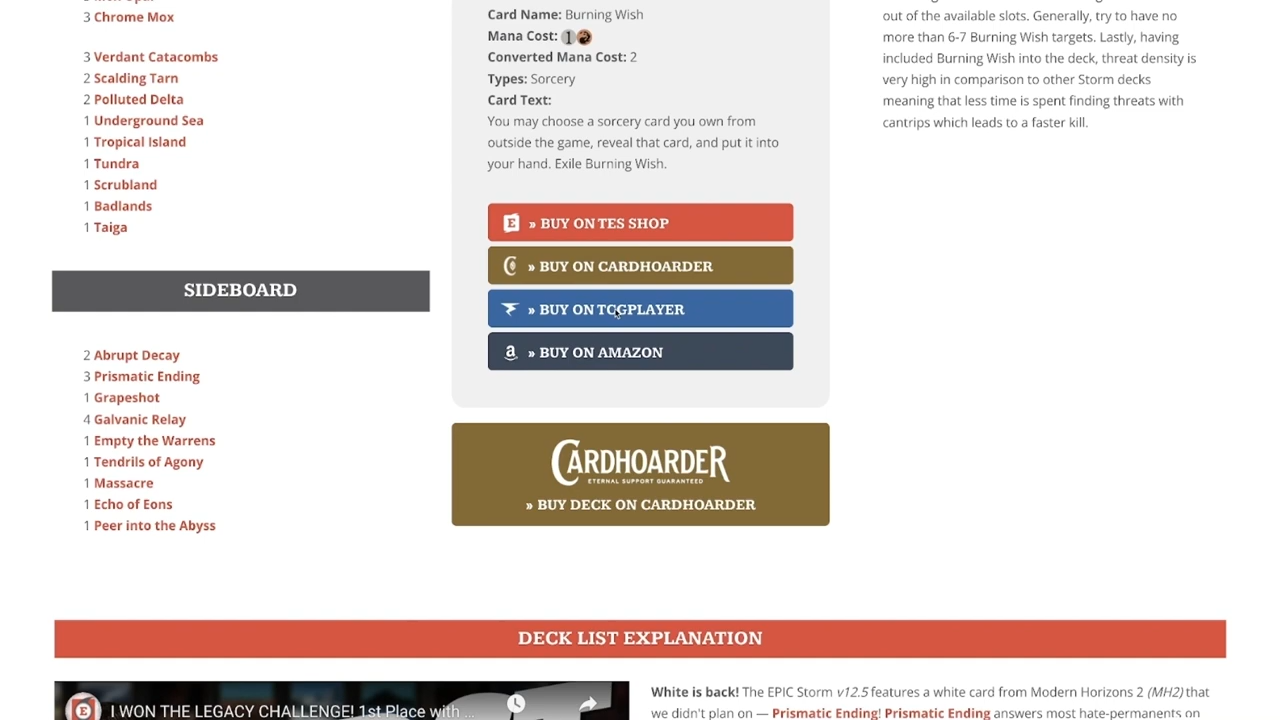 3 Chrome Mox
3 Verdant Catacombs
2 Scalding Tarn
2 Polluted Delta
1 Underground Sea
1 Tropical Island
1 Tundra
1 Scrubland
1 Badlands
1 Taiga
SIDEBOARD
2 Abrupt Decay
3 Prismatic Ending
1 Grapeshot
4 Galvanic Relay
1 Empty the Warrens
1 Tendrils of Agony
1 Massacre
1 Echo of Eons
1 Peer into the Abyss
Card Name: Burning Wish
Mana Cost: 1
Converted Mana Cost: 2
Types: Sorcery
Card Text:
You may choose a sorcery card you own from
outside the game, reveal that card, and put it into
your hand. Exile Burning Wish.
» BUY ON TES SHOP
» BUY ON CARDHOARDER
» BUY ON TCGPLAYER
» BUY ON AMAZON
CARDHOARDER
ETERNAL SUPPORT GUARANTEED
» BUY DECK ON CARDHOARDER
out of the available slots. Generally, try to have no
more than 6-7 Burning Wish targets. Lastly, having
included Burning Wish into the deck, threat density is
very high in comparison to other Storm decks
meaning that less time is spent finding threats with
cantrips which leads to a faster kill.
DECK LIST EXPLANATION
I WON THE LEGACY CHALLENGE! 1st Place with ...
White is back! The EPIC Storm v12.5 features a white card from Modern Horizons 2 (MH2) that
we didn't plan on — Prismatic Ending! Prismatic Ending answers most hate-permanents on